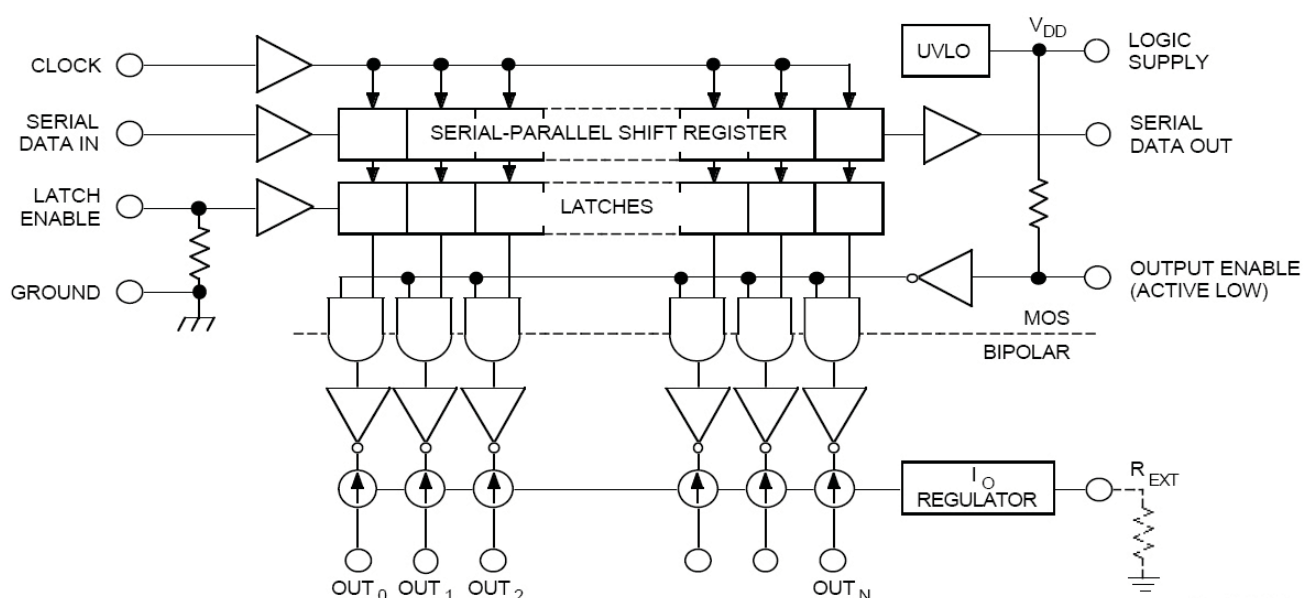 CLOCK
SERIAL
DATA IN
LATCH
ENABLE
GROUND
SERIAL-PARALLEL SHIFT REGISTER
LATCHES
UVLO
VDD
LOGIC
SUPPLY
SERIAL
DATA OUT
OUTPUT ENABLE
(ACTIVE LOW)
MOS
BIPOLAR
IO
REGULATOR
REXT
OUT0
OUT1
OUT2
OUTN